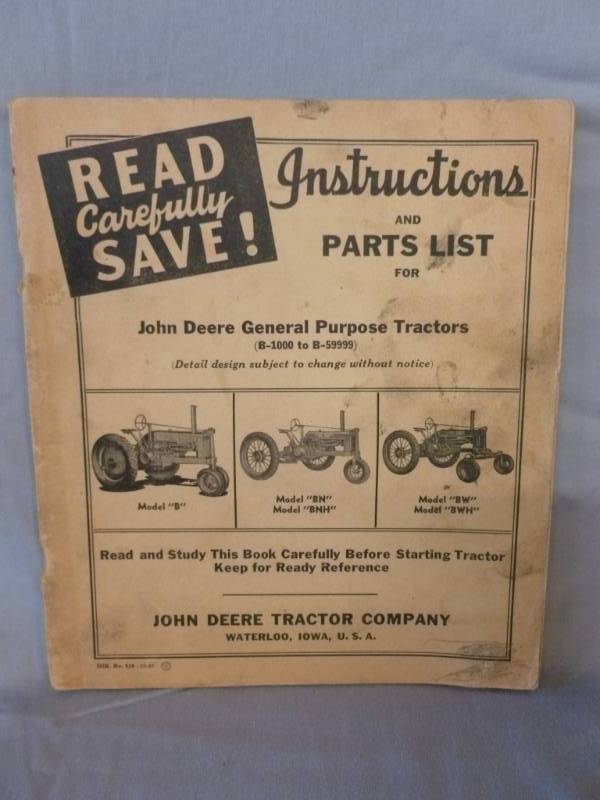 READ
Carefully
SAVE!
Instructions
AND
PARTS LIST
FOR
John Deere General Purpose Tractors
(B-1000 to B-59999)
(Detail design subject to change without notice)
Model "B"
Model "BN"
Model "BNH"
Model "BW"
Model "BWH"
Read and Study This Book Carefully Before Starting Tractor
Keep for Ready Reference
JOHN DEERE TRACTOR COMPANY
WATERLOO, IOWA, U. S. A.
DIR. No.